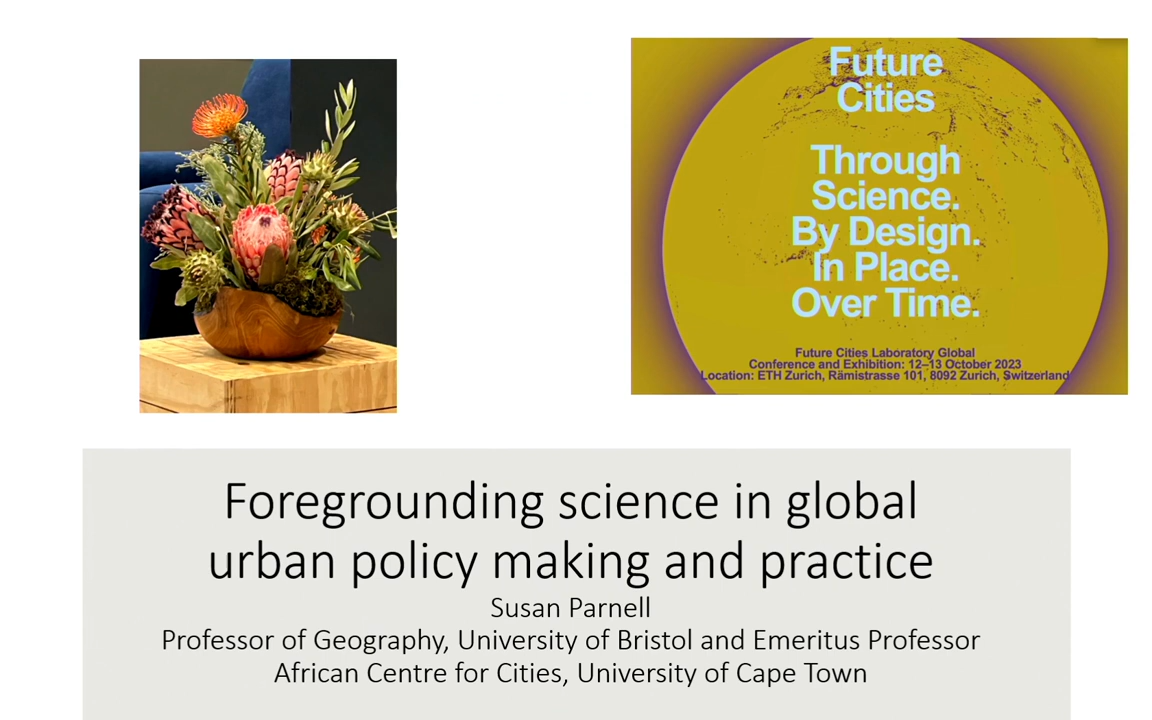 Future
Cities
Through
Science.
By Design.
In Place.
Over Time.
Future Cities Laboratory Global
Conference and Exhibition: 12–13 October 2023
Location: ETH Zurich, Rämistrasse 101, 8092 Zurich, Switzerland
Foregrounding science in global
urban policy making and practice
Susan Parnell
Professor of Geography, University of Bristol and Emeritus Professor
African Centre for Cities, University of Cape Town